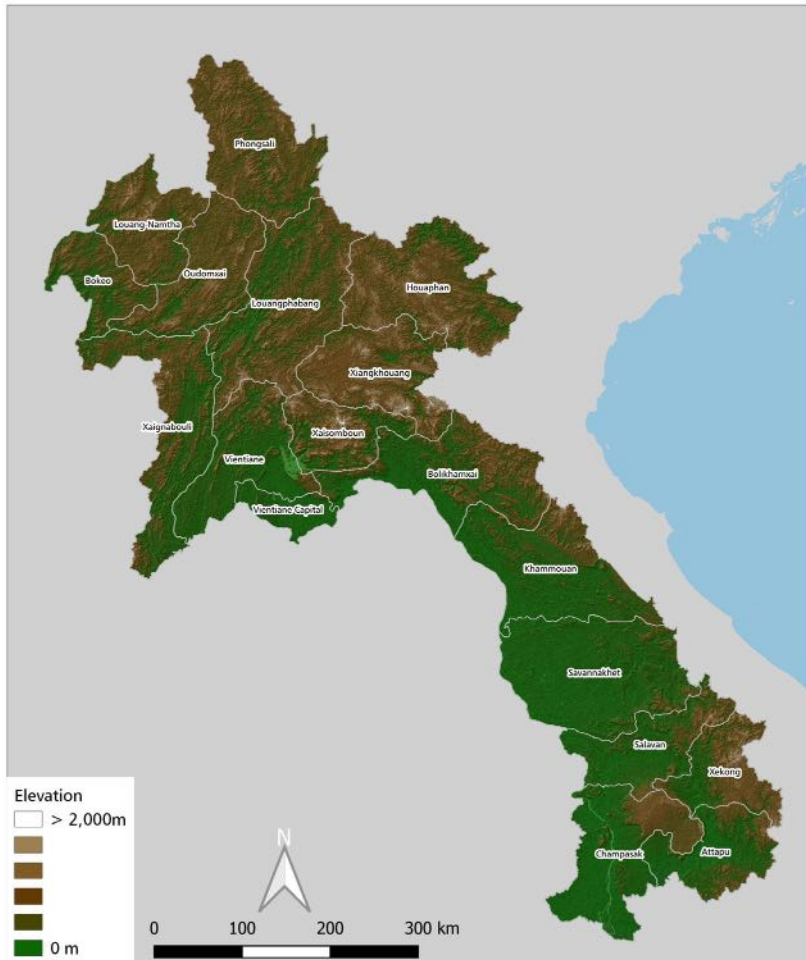 Phongsali
Louang-Namtha
Oudomxai
Bokeo
Houaphan
Louangphabang
Xiangkhouang
Xaignabouli
Xaisomboun
Vientiane
Bolikhamxai
Vientiane Capital
Khammouan
Savannakhet
Salavan
Xekong
Champasak
Attapu
Elevation
> 2,000m
0 m
N
0 100 200 300 km